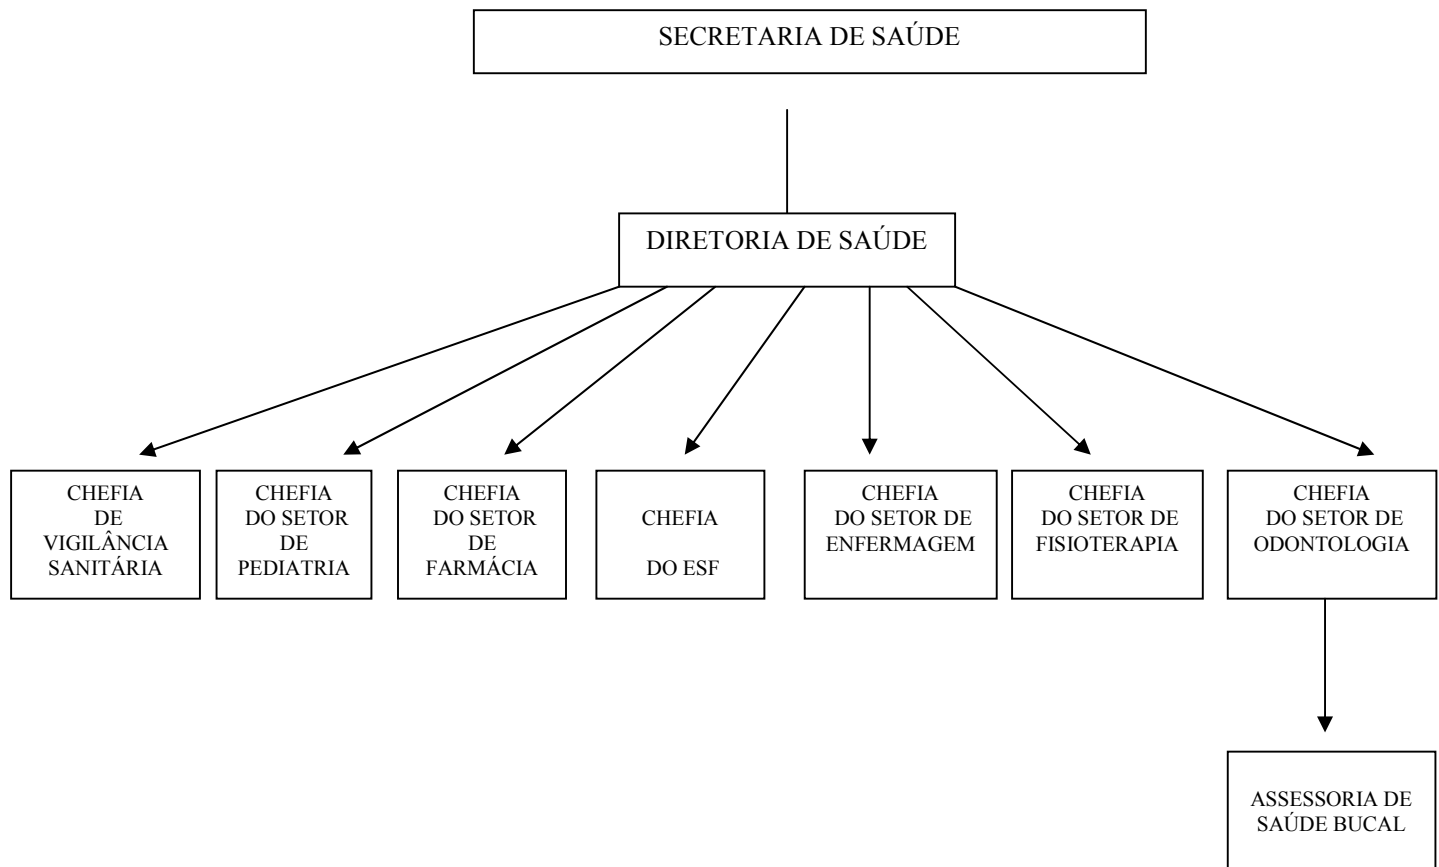 SECRETARIA DE SAÚDE
DIRETORIA DE SAÚDE
CHEFIA
DE
VIGILÂNCIA
SANITÁRIA
CHEFIA
DO SETOR
DE
PEDIATRIA
CHEFIA
DO SETOR
DE
FARMÁCIA
CHEFIA
DO ESF
CHEFIA
DO SETOR DE
ENFERMAGEM
CHEFIA
DO SETOR DE
FISIOTERAPIA
CHEFIA
DO SETOR DE
ODONTOLOGIA
ASSESSORIA DE
SAÚDE BUCAL